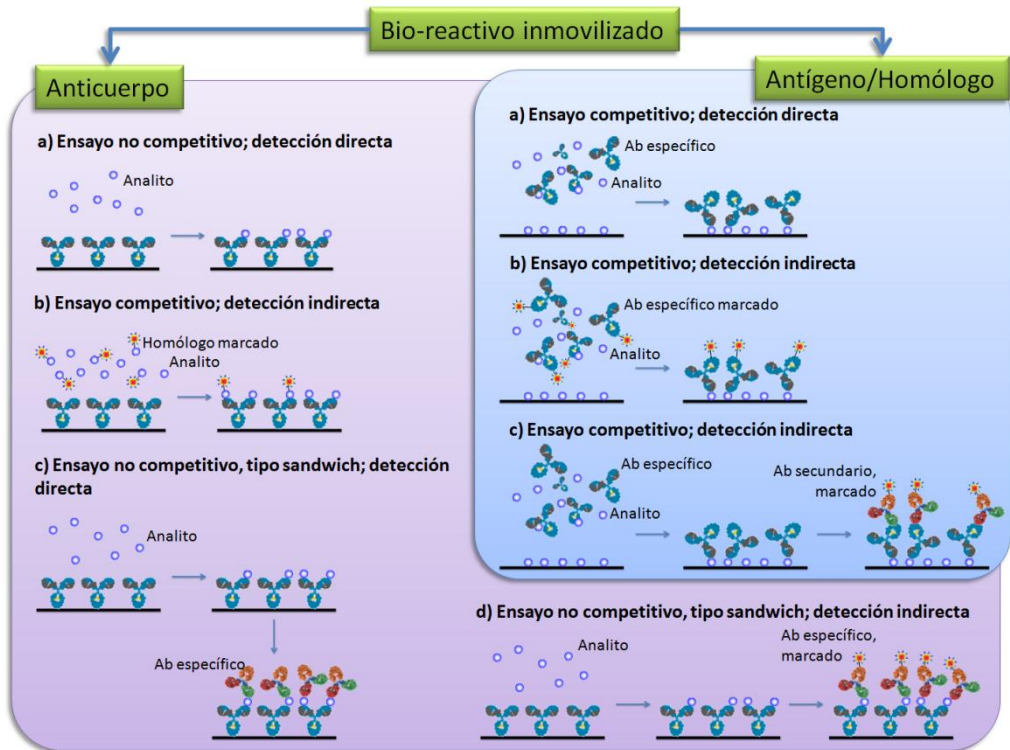 Bio-reactivo inmovilizado
Anticuerpo
a) Ensayo no competitivo; detección directa
Analito
b) Ensayo competitivo; detección indirecta
Homólogo marcado
Analito
c) Ensayo no competitivo, tipo sandwich; detección
directa
Analito
Ab específico
d) Ensayo no competitivo, tipo sandwich; detección indirecta
Analito
Ab específico,
marcado
Antígeno/Homólogo
a) Ensayo competitivo; detección directa
Ab específico
Analito
b) Ensayo competitivo; detección indirecta
Ab específico marcado
Analito
c) Ensayo competitivo; detección indirecta
Ab específico
Analito
Ab secundario,
marcado